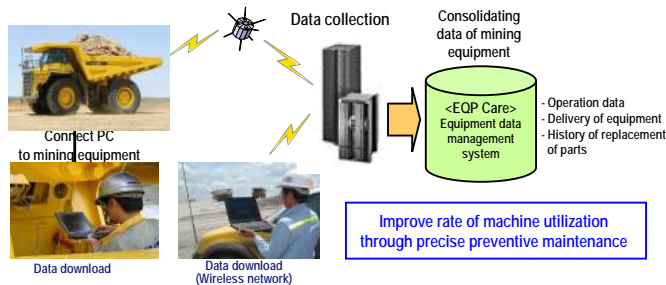 Data collection
Consolidating
data of mining
equipment
<EQP Care>
Equipment data
management
system
- Operation data
- Delivery of equipment
- History of replacement
of parts
Connect PC
to mining equipment
Data download
Data download
(Wireless network)
Improve rate of machine utilization
through precise preventive maintenance